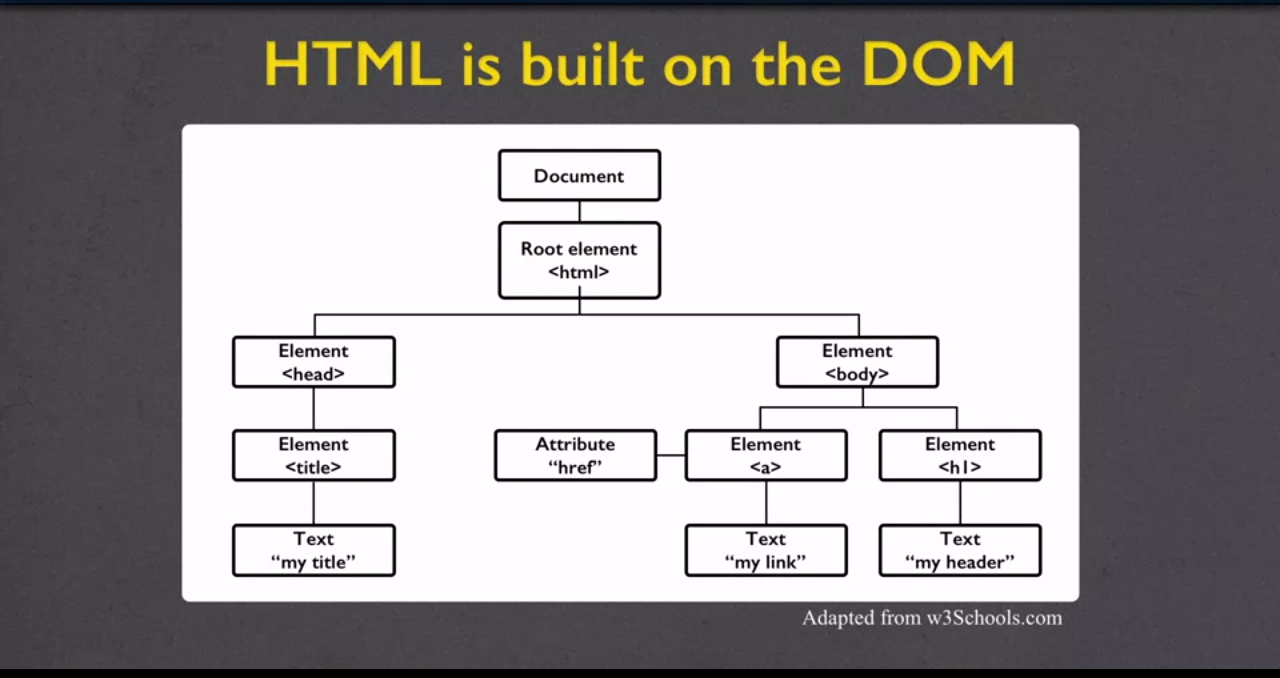 HTML is built on the DOM
Document
Root element
<html>
Element
<head>
Element
<body>
Element
<title>
Attribute
“href”
Element
<a>
Element
<h1>
Text
“my title”
Text
“my link”
Text
“my header”
Adapted from w3Schools.com